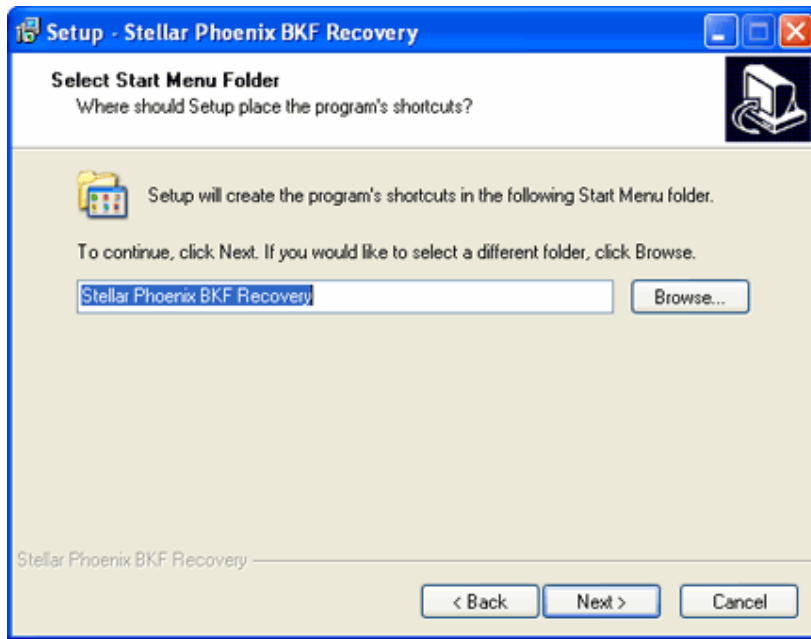 Setup - Stellar Phoenix BKF Recovery
Select Start Menu Folder
Where should Setup place the program's shortcuts?
Setup will create the program's shortcuts in the following Start Menu folder.
To continue, click Next. If you would like to select a different folder, click Browse.
Stellar Phoenix BKF Recovery
Browse...
Stellar Phoenix BKF Recovery
< Back
Next >
Cancel